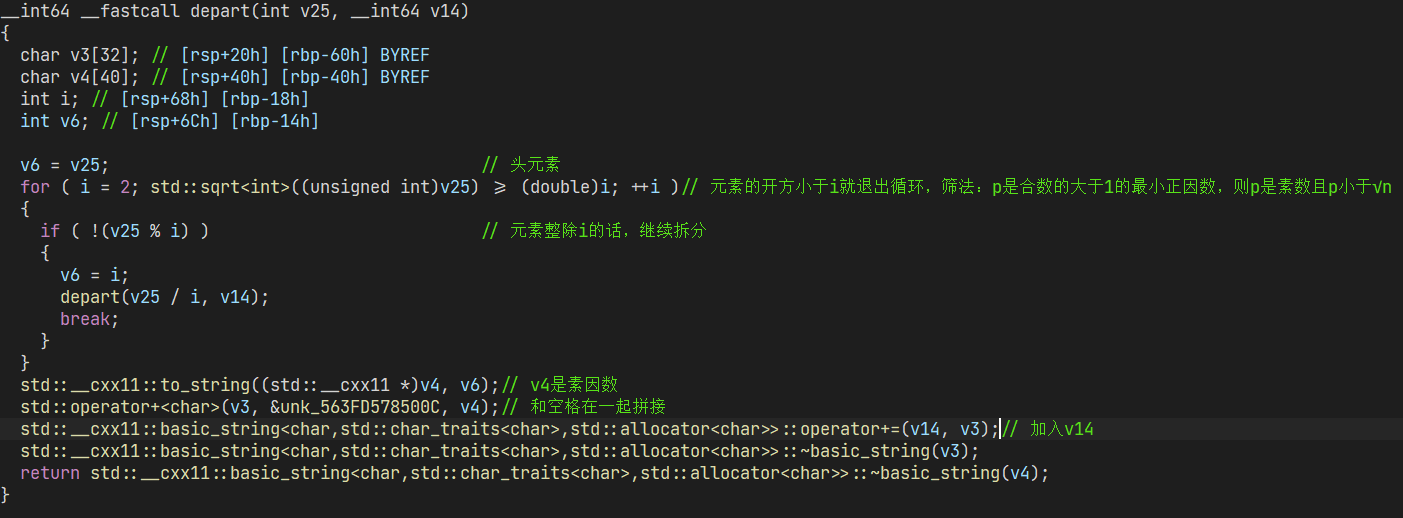 __int64 __fastcall depart(int v25, __int64 v14)
{
  char v3[32]; // [rsp+20h] [rbp-60h] BYREF
  char v4[40]; // [rsp+40h] [rbp-40h] BYREF
  int i; // [rsp+68h] [rbp-18h]
  int v6; // [rsp+6Ch] [rbp-14h]

  v6 = v25;                                     // 头元素
  for ( i = 2; std::sqrt<int>((unsigned int)v25) >= (double)i; ++i )// 元素的开方小于i就退出循环，筛法：p是合数的大于1的最小正因数，则p是素数且p小于√n
  {
    if ( !(v25 % i) )                           // 元素整除i的话，继续拆分
    {
      v6 = i;
      depart(v25 / i, v14);
      break;
    }
  }
  std::__cxx11::to_string((std::__cxx11 *)v4, v6);// v4是素因数
  std::operator+<char>(v3, &unk_563FD578500C, v4);// 和空格在一起拼接
  std::__cxx11::basic_string<char,std::char_traits<char>,std::allocator<char>>::operator+=(v14, v3);// 加入v14
  std::__cxx11::basic_string<char,std::char_traits<char>,std::allocator<char>>::~basic_string(v3);
  return std::__cxx11::basic_string<char,std::char_traits<char>,std::allocator<char>>::~basic_string(v4);
}